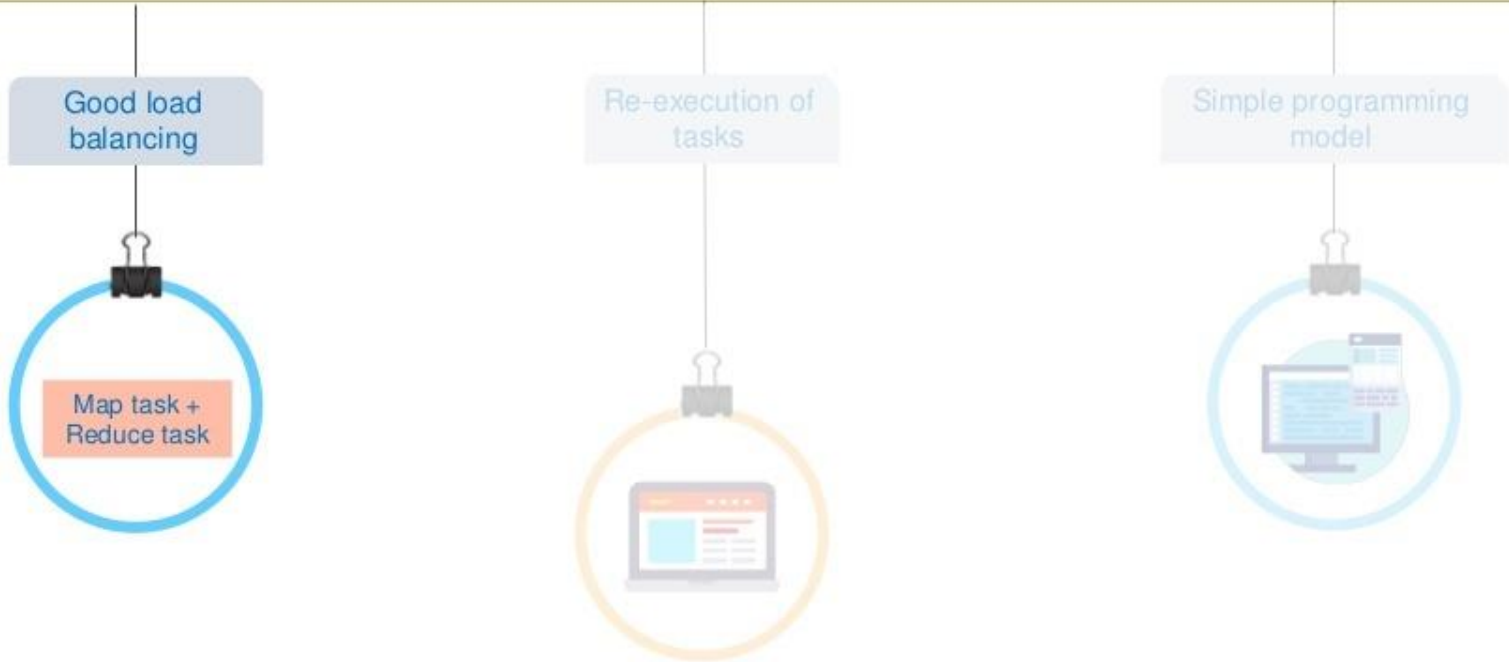 Good load
balancing
Re-execution of
tasks
Simple programming
model
Map task +
Reduce task